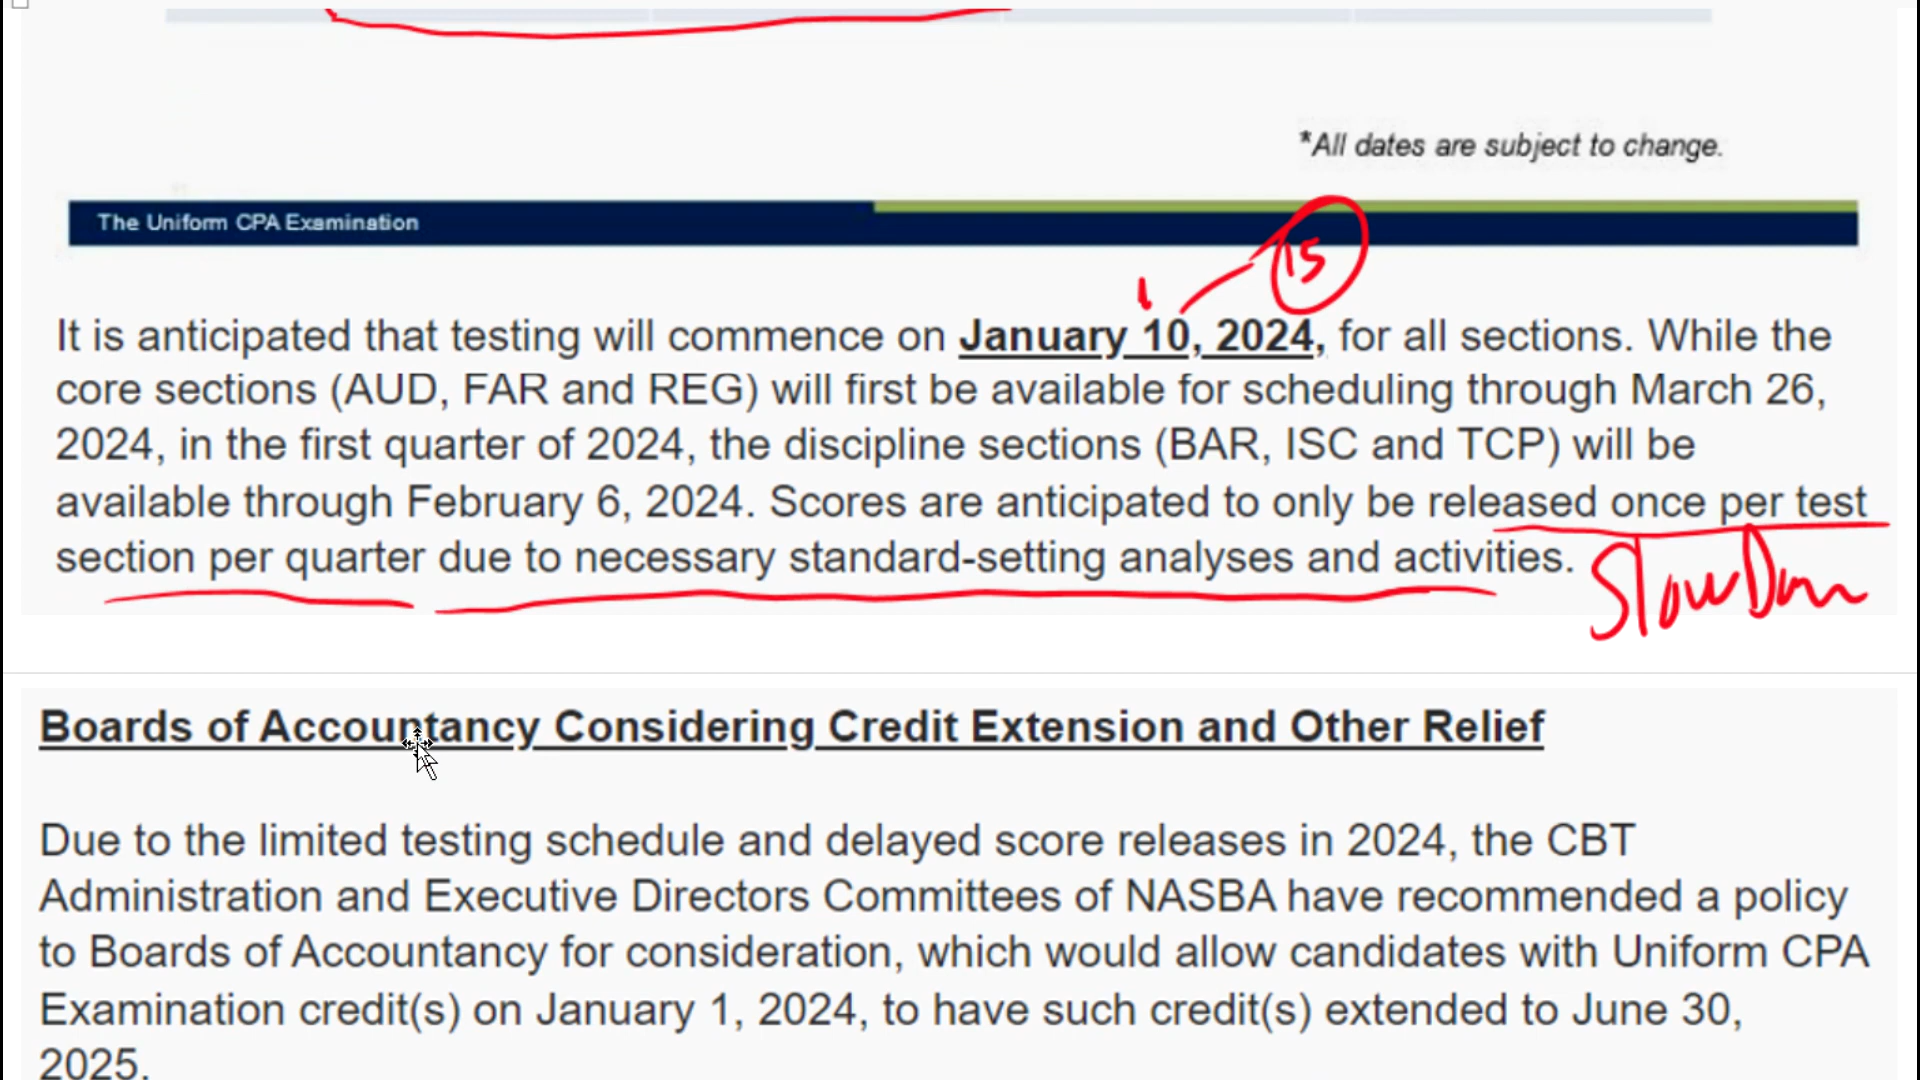 *All dates are subject to change.
The Uniform CPA Examination
15
It is anticipated that testing will commence on January 10, 2024, for all sections. While the
core sections (AUD, FAR and REG) will first be available for scheduling through March 26,
2024, in the first quarter of 2024, the discipline sections (BAR, ISC and TCP) will be
available through February 6, 2024. Scores are anticipated to only be released once per test
section per quarter due to necessary standard-setting analyses and activities.
Slow Down
Boards of Accountancy Considering Credit Extension and Other Relief
Due to the limited testing schedule and delayed score releases in 2024, the CBT
Administration and Executive Directors Committees of NASBA have recommended a policy
to Boards of Accountancy for consideration, which would allow candidates with Uniform CPA
Examination credit(s) on January 1, 2024, to have such credit(s) extended to June 30,
2025.